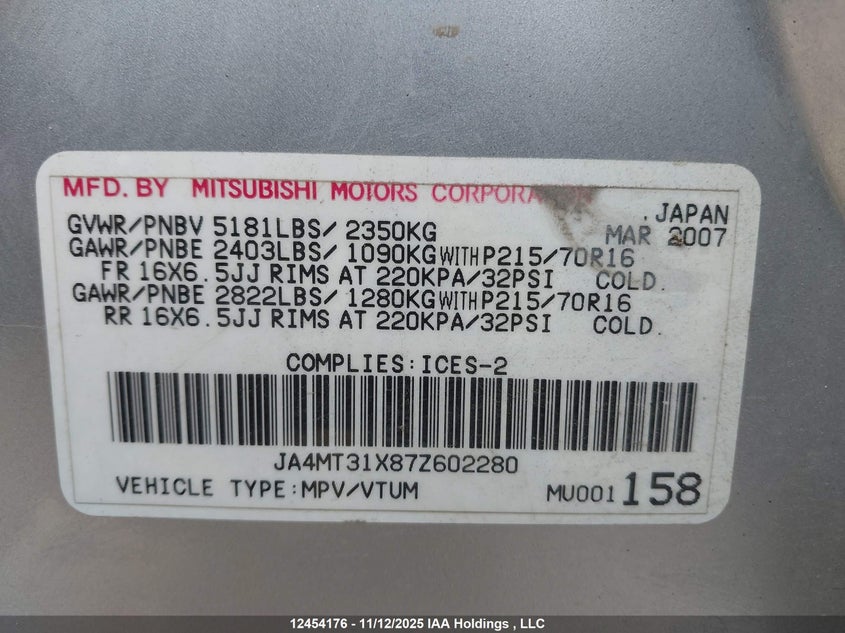 MFD. BY MITSUBISHI MOTORS CORPORATION JAPAN
GVWR/PNBV 5181LBS/ 2350KG MAR 2007
GAWR/PNBE 2403LBS/ 1090KG WITH P215/70R16
FR 16X6.5JJ RIMS AT 220KPA/32PSI COLD.
GAWR/PNBE 2822LBS/ 1280KG WITH P215/70R16
RR 16X6.5JJ RIMS AT 220KPA/32PSI COLD.
COMPLIES:ICES-2
JA4MT31X87Z602280
VEHICLE TYPE:MPV/VTUM MU001 158
12454176 - 11/12/2025 IAA Holdings , LLC